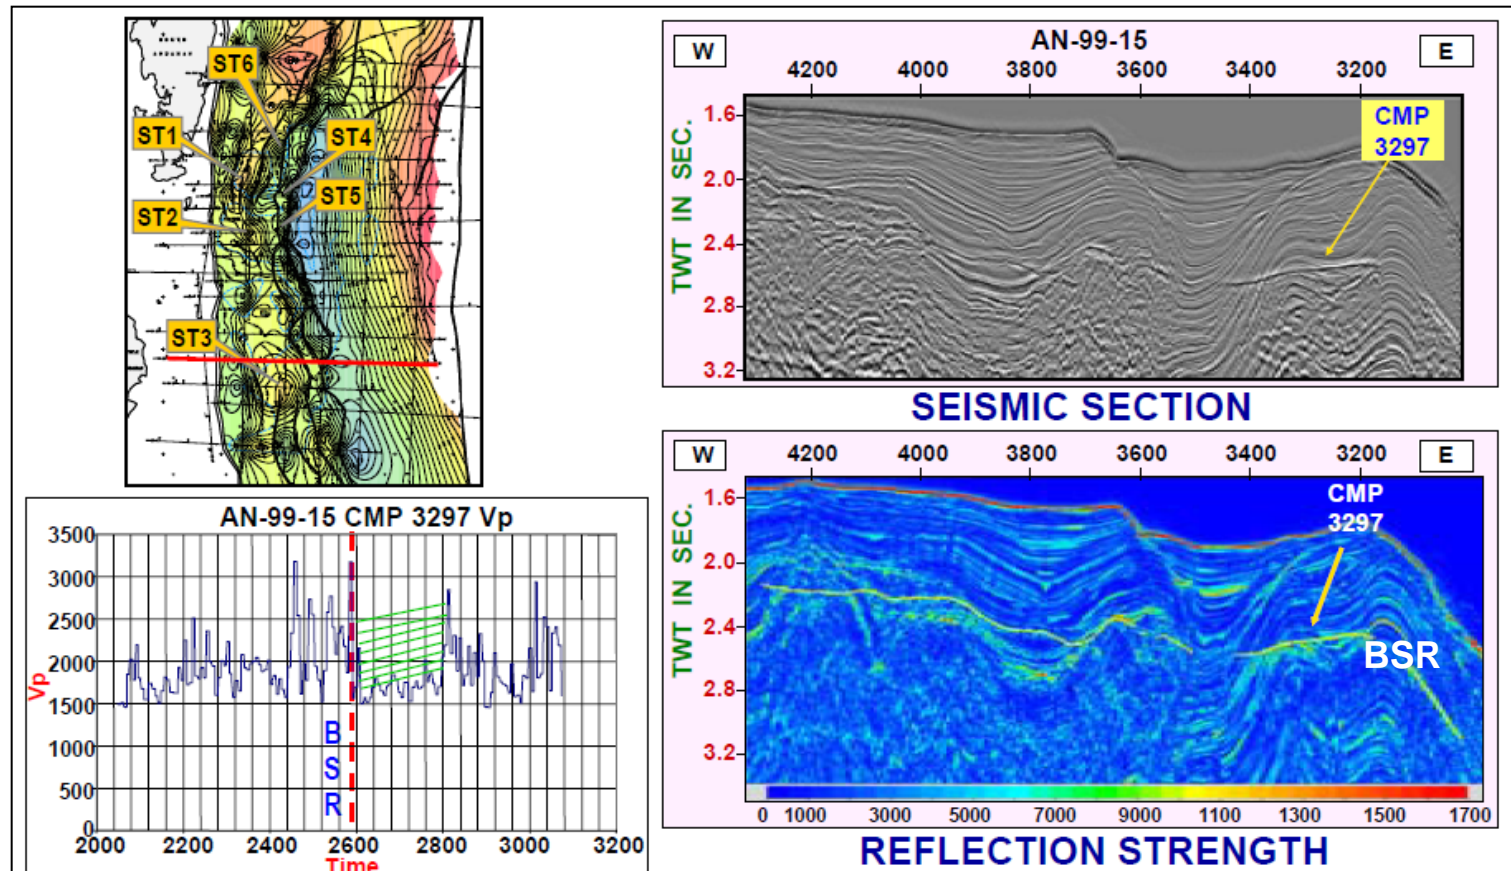 SOUTH
ANDAMAN
ST6
ST1
ST4
ST5
ST2
ST3
AN-99-15
W
E
4200 4000 3800 3600 3400 3200
CMP
3297
1.6
2.0
2.4
2.8
3.2
TWT IN SEC.
SEISMIC SECTION
W
E
4200 4000 3800 3600 3400 3200
CMP
3297
1.6
2.0
2.4
2.8
3.2
TWT IN SEC.
BSR
0 1000 3000 5000 7000 9000 1100 1300 1500 1700
REFLECTION STRENGTH
AN-99-15 CMP 3297 Vp
3500
3000
2500
2000
1500
1000
500
0
Vp
B
S
R
2000 2200 2400 2600 2800 3000 3200
Time